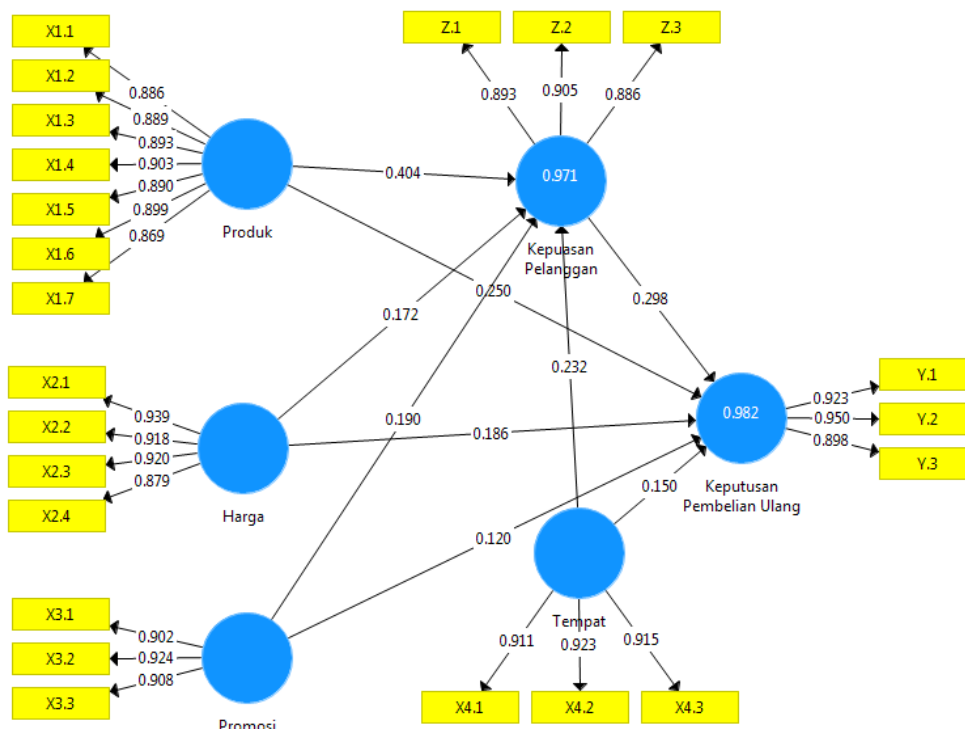 X1.1
X1.2
X1.3
X1.4
X1.5
X1.6
X1.7
0.886
0.889
0.893
0.903
0.890
0.899
0.869
Produk
Z.1
Z.2
Z.3
0.893
0.905
0.886
0.971
Kepuasan
Pelanggan
0.404
0.250
0.172
0.190
0.298
0.232
X2.1
X2.2
X2.3
X2.4
0.939
0.918
0.920
0.879
Harga
0.186
0.982
Keputusan
Pembelian Ulang
0.923
0.950
0.898
Y.1
Y.2
Y.3
0.150
0.120
X3.1
X3.2
X3.3
0.902
0.924
0.908
Promosi
Tempat
0.911
0.923
0.915
X4.1
X4.2
X4.3